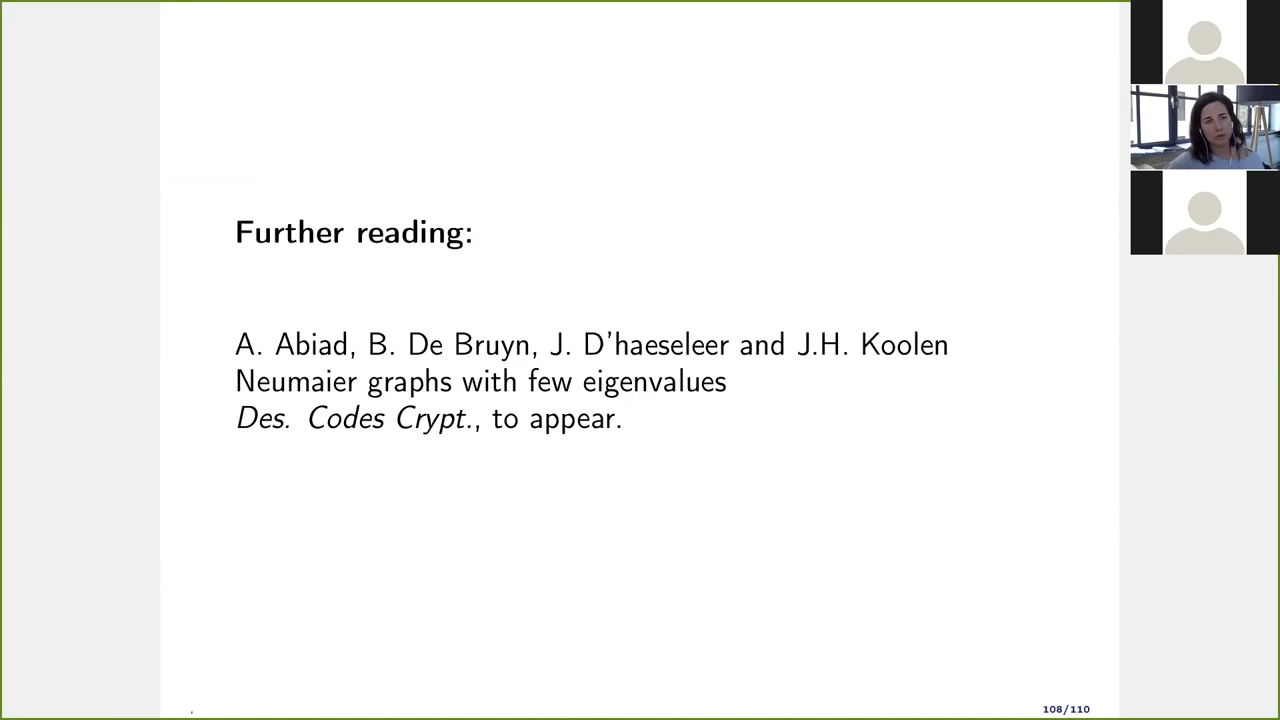 Further reading:
A. Abiad, B. De Bruyn, J. D'haeseleer and J.H. Koolen
Neumaier graphs with few eigenvalues
Des. Codes Crypt., to appear.
,
108/110